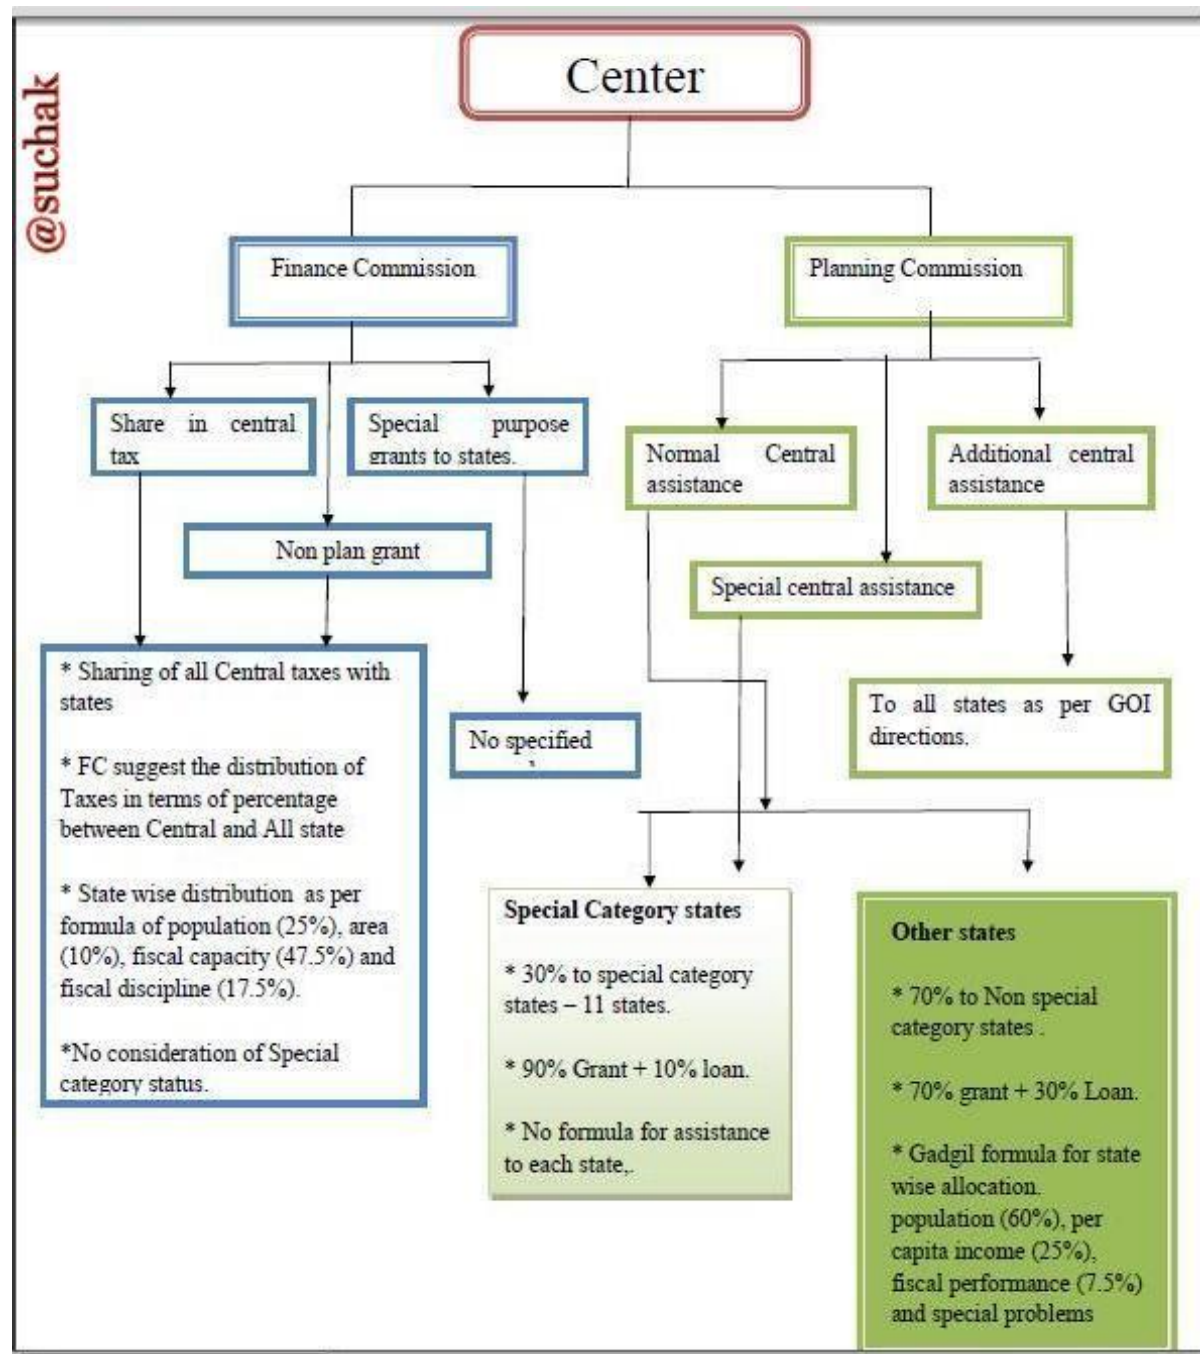 @suchak
Center
Finance Commission
Planning Commission
Share in central
tax
Special purpose
grants to states.
Normal Central
assistance
Additional central
assistance
Non plan grant
Special central assistance
* Sharing of all Central taxes with
states
* FC suggest the distribution of
Taxes in terms of percentage
between Central and All state
* State wise distribution as per
formula of population (25%), area
(10%), fiscal capacity (47.5%) and
fiscal discipline (17.5%).
*No consideration of Special
category status.
No specified
To all states as per GOI
directions.
Special Category states
* 30% to special category
states – 11 states.
* 90% Grant + 10% loan.
* No formula for assistance
to each state,.
Other states
* 70% to Non special
category states .
* 70% grant + 30% Loan.
* Gadgil formula for state
wise allocation.
population (60%), per
capita income (25%),
fiscal performance (7.5%)
and special problems